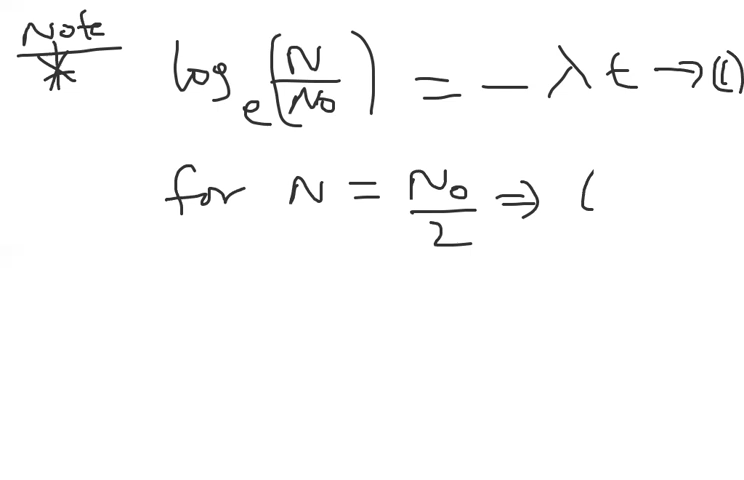 Note
* log_e(N/N₀) = -λt → (1)
for N = N₀/2 ⇒ (